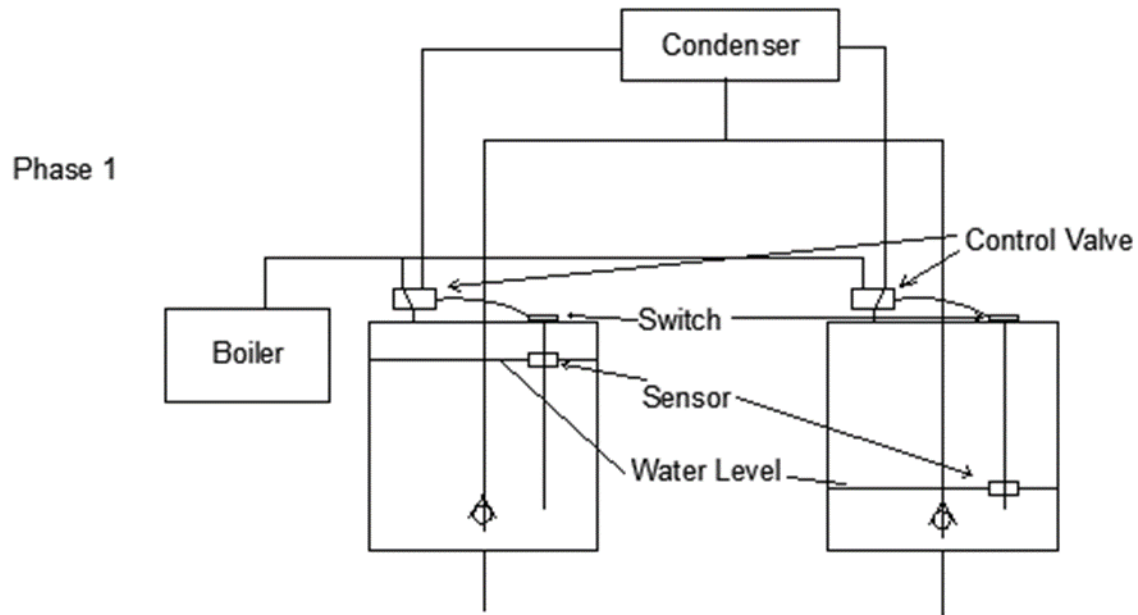 Condenser
Phase 1
Control Valve
Switch
Boiler
Sensor
Water Level